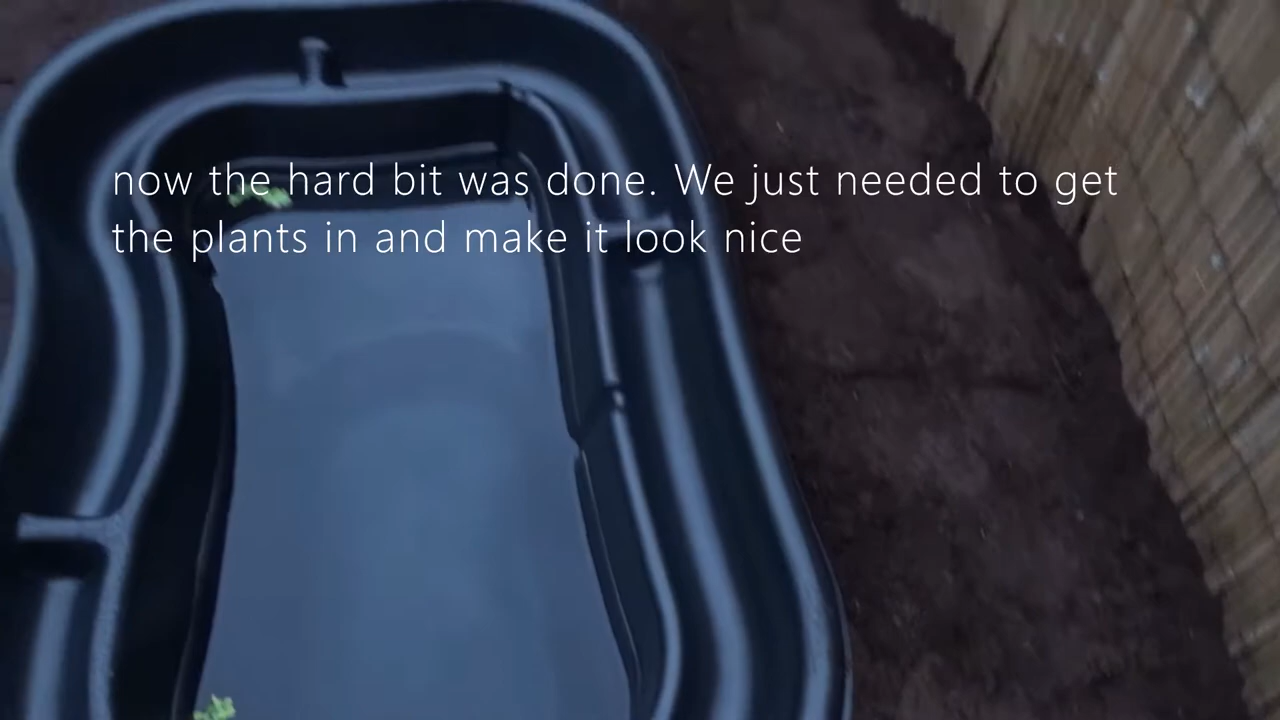 now the hard bit was done. We just needed to get
the plants in and make it look nice